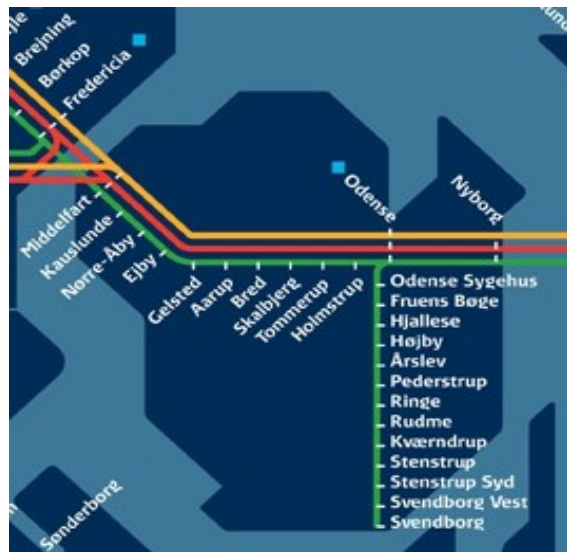 Brejning
Børkop
Fredericia
Middelfart
Kauslunde
Nørre-Aby
Ejby
Gelsted
Aarup
Bred
Skalbjerg
Tommerup
Holmstrup
Odense
Nyborg
Odense Sygehus
Fruens Bøge
Hjallese
Højby
Årslev
Pederstrup
Ringe
Rudme
Kværndrup
Stenstrup
Stenstrup Syd
Svendborg Vest
Svendborg
Sønderborg